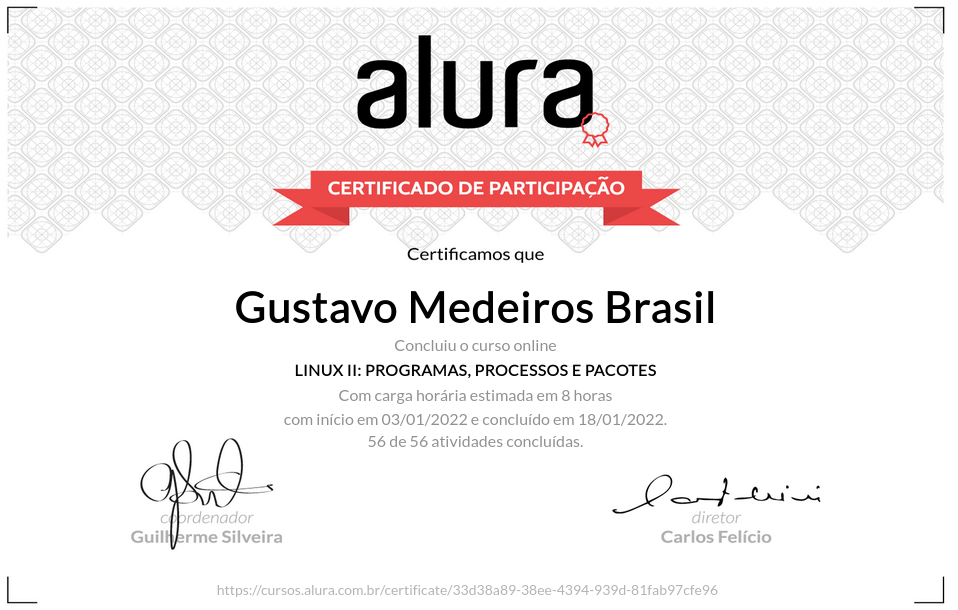 alura
CERTIFICADO DE PARTICIPAÇÃO
Certificamos que
Gustavo Medeiros Brasil
Concluiu o curso online
LINUX II: PROGRAMAS, PROCESSOS E PACOTES
Com carga horária estimada em 8 horas
com início em 03/01/2022 e concluído em 18/01/2022.
56 de 56 atividades concluídas.
coordenador
Guilherme Silveira
diretor
Carlos Felício
https://cursos.alura.com.br/certificate/33d38a89-38ee-4394-939d-81fab97cfe96